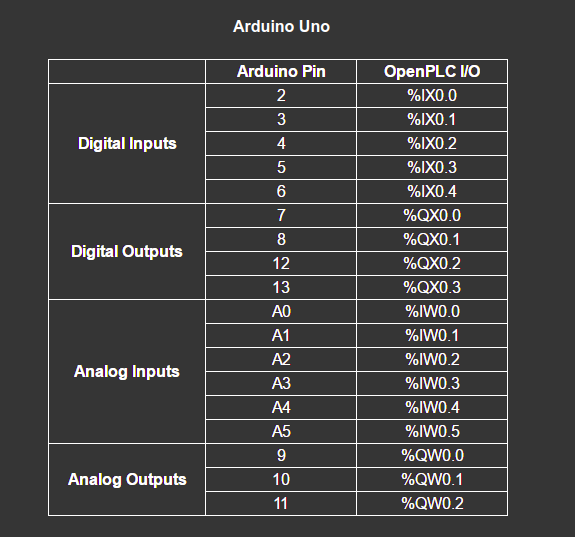 Arduino Uno
Arduino Pin OpenPLC I/O
Digital Inputs
2 %IX0.0
3 %IX0.1
4 %IX0.2
5 %IX0.3
6 %IX0.4
Digital Outputs
7 %QX0.0
8 %QX0.1
12 %QX0.2
13 %QX0.3
Analog Inputs
A0 %IW0.0
A1 %IW0.1
A2 %IW0.2
A3 %IW0.3
A4 %IW0.4
A5 %IW0.5
Analog Outputs
9 %QW0.0
10 %QW0.1
11 %QW0.2